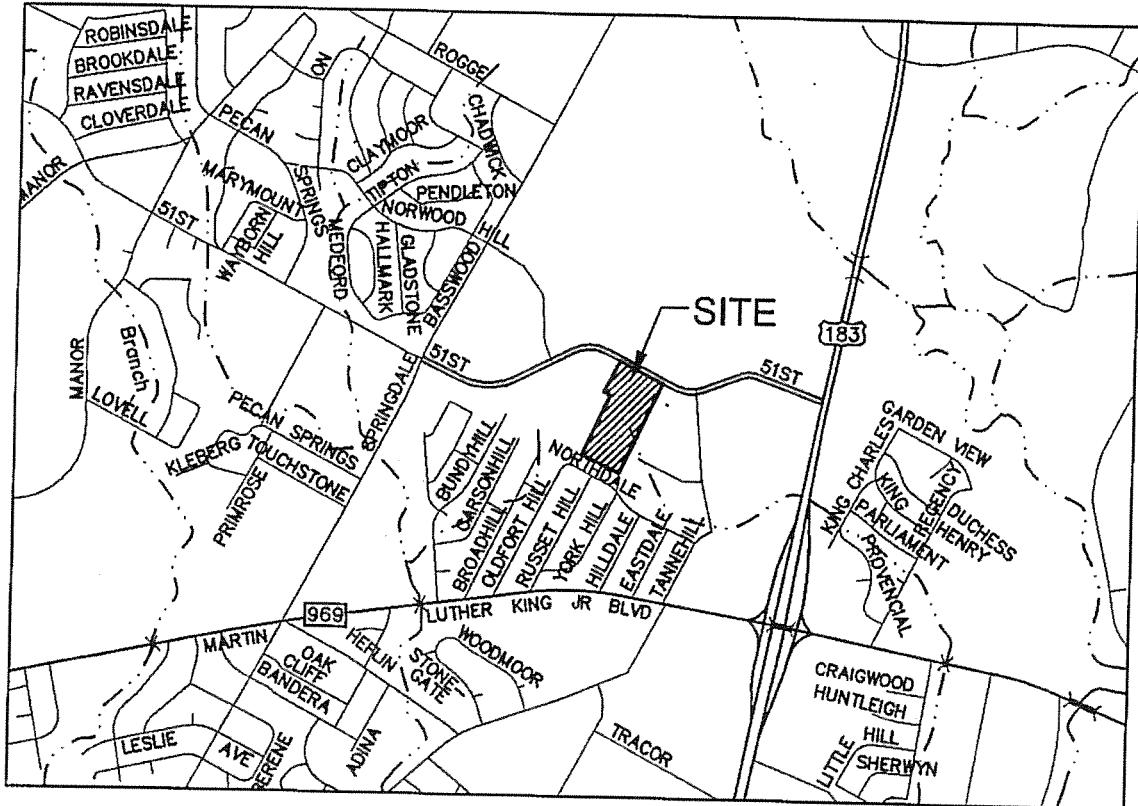 ROBINSDALE
BROOKDALE
RAVENSDALE
CLOVERDALE
MANOR
PECAN
SPRINGS
ON
ROGGE
CHADWICK
CLAYMOOR
TIPTON
PENDLETON
NORWOOD
HILL
MARYMOUNT
51ST
WAYBORN
HILL
MEDFORD
HALLMARK
GLADSTONE
BASSWOOD
SITE
183
51ST
51ST
SPRINGDALE
MANOR
Branch
LOVELL
PECAN SPRINGS
KLEBERG
TOUCHSTONE
PRIMROSE
BUNDYHILL
CARSONHILL
BROADHILL
OLDFORT HILL
NORTHDALE
RUSSET HILL
YORK HILL
HILLDALE
EASTDALE
TANNEHILL
GARDEN VIEW
KING CHARLES
KING
HENRY
REGENCY
DUCHESS
PARLIAMENT
PROVENCIAL
969
MARTIN
LUTHER KING JR BLVD
HEFLIN
OAK
CLIFF
BANDERA
STONE-
GATE
WOODMOOR
LESLIE
AVE
BERENE
ADINA
TRACOR
CRAIGWOOD
HUNTLEIGH
LITTLE
HILL
SHERWYN